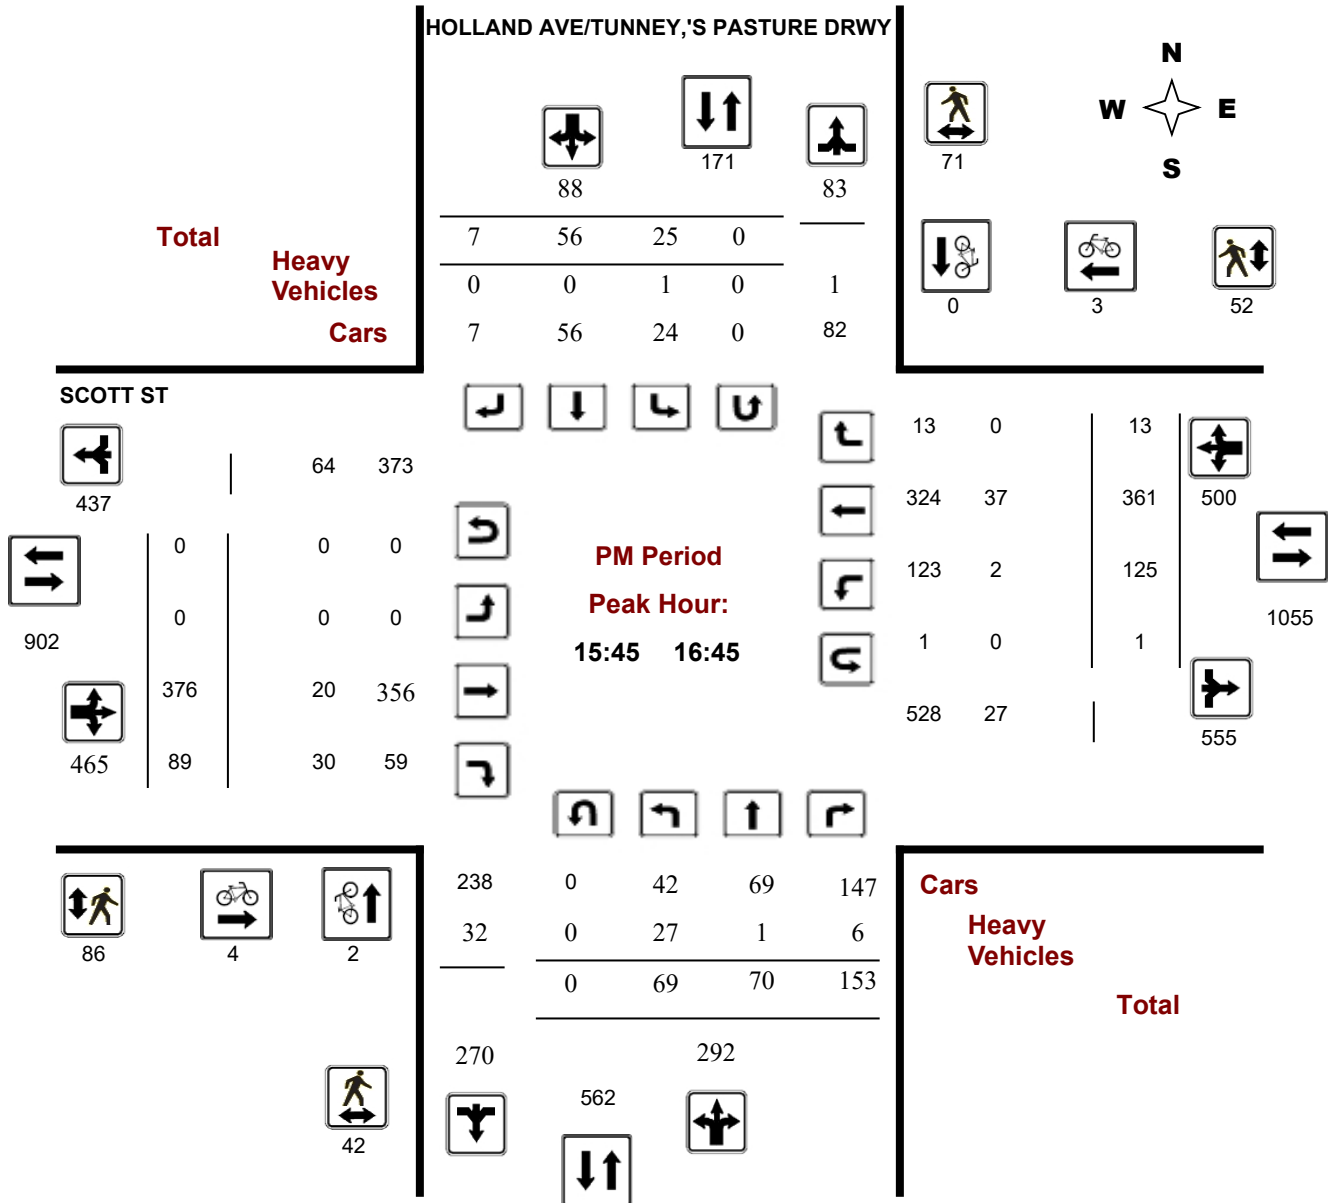 HOLLAND AVE/TUNNEY,'S PASTURE DRWY
N
W E
S
171
71
88 83
Total
7 56 25 0
Heavy
Vehicles
0 0 1 0 1
Cars
7 56 24 0 82
0 3 52
SCOTT ST
437
64 373
13 0 13
324 37 361
500
0 0 0
902
PM Period
123 2 125
0 0 0
Peak Hour:
1055
15:45 16:45
1 0 1
376 20 356
528 27
555
465
89 30 59
238 0 42 69 147
Cars
32 0 27 1 6
Heavy
Vehicles
86 4 2
0 69 70 153
Total
270 292
562
42